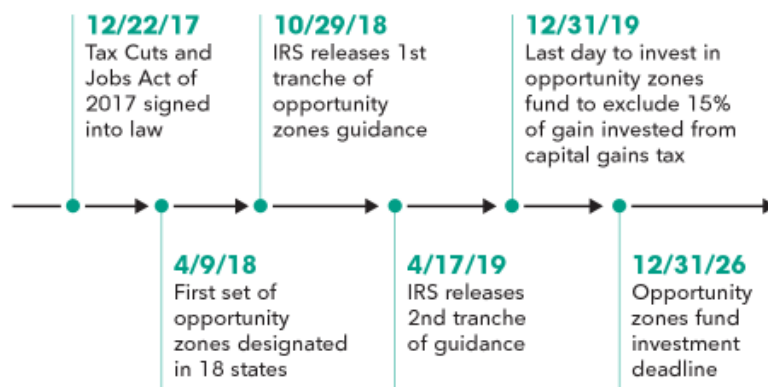 12/22/17
Tax Cuts and
Jobs Act of
2017 signed
into law
4/9/18
First set of
opportunity
zones designated
in 18 states
10/29/18
IRS releases 1st
tranche of
opportunity
zones guidance
4/17/19
IRS releases
2nd tranche
of guidance
12/31/19
Last day to invest in
opportunity zones
fund to exclude 15%
of gain invested from
capital gains tax
12/31/26
Opportunity
zones fund
investment
deadline